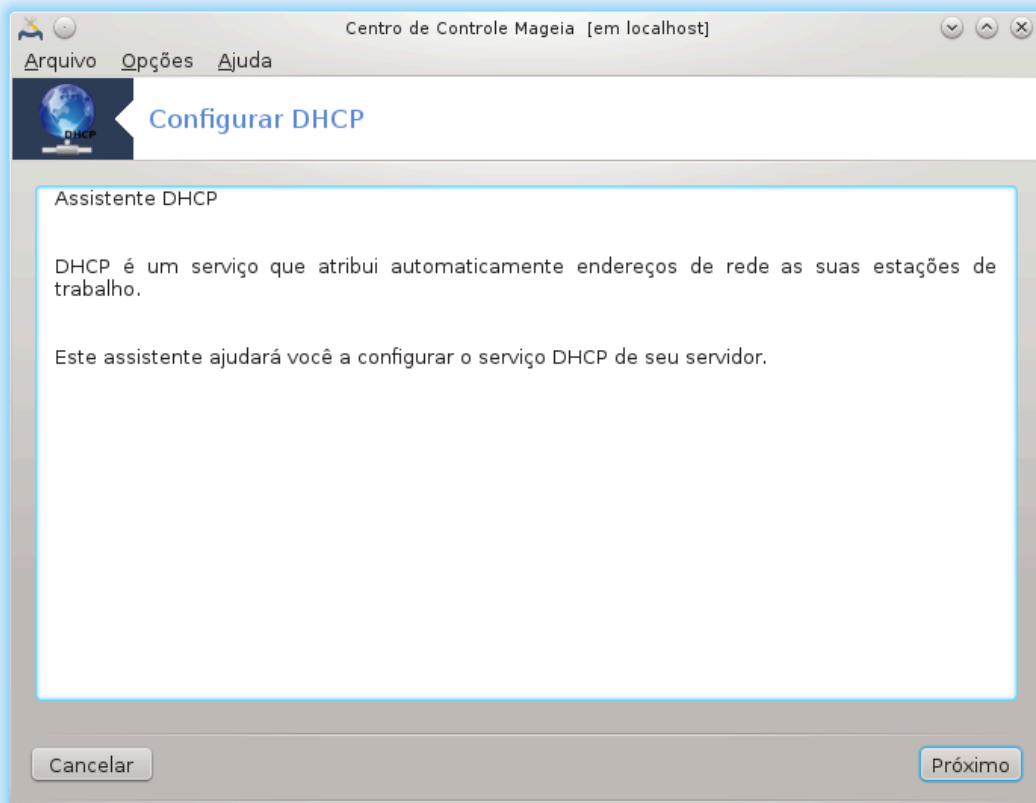 Centro de Controle Mageia [em localhost]
Arquivo Opções Ajuda
DHCP
Configurar DHCP
Assistente DHCP
DHCP é um serviço que atribui automaticamente endereços de rede as suas estações de
trabalho.
Este assistente ajudará você a configurar o serviço DHCP de seu servidor.
Cancelar
Próximo